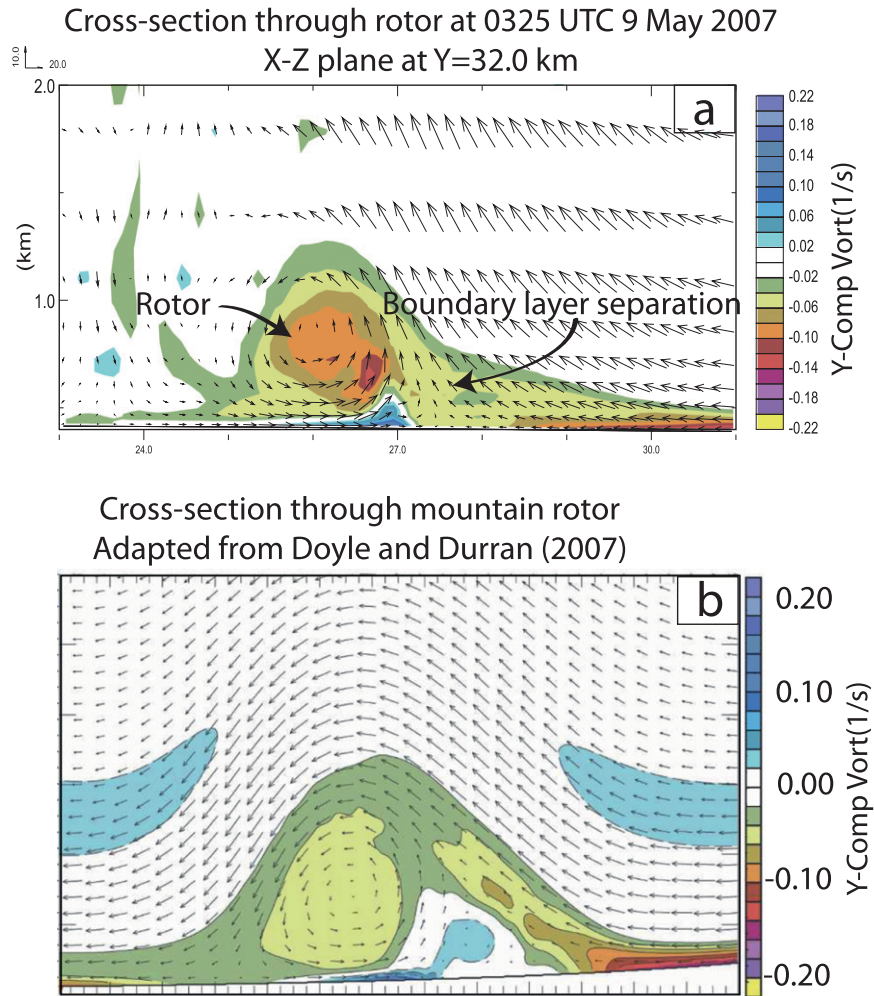 Cross-section through rotor at 0325 UTC 9 May 2007
X-Z plane at Y=32.0 km
10.0
20.0
a
2.0
1.0
(km)
Rotor
Boundary layer separation
24.0
27.0
30.0
0.22
0.18
0.14
0.10
0.06
0.02
-0.02
-0.06
-0.10
-0.14
-0.18
-0.22
Y-Comp Vort(1/s)
Cross-section through mountain rotor
Adapted from Doyle and Durran (2007)
b
0.20
0.10
0.00
-0.10
-0.20
Y-Comp Vort(1/s)